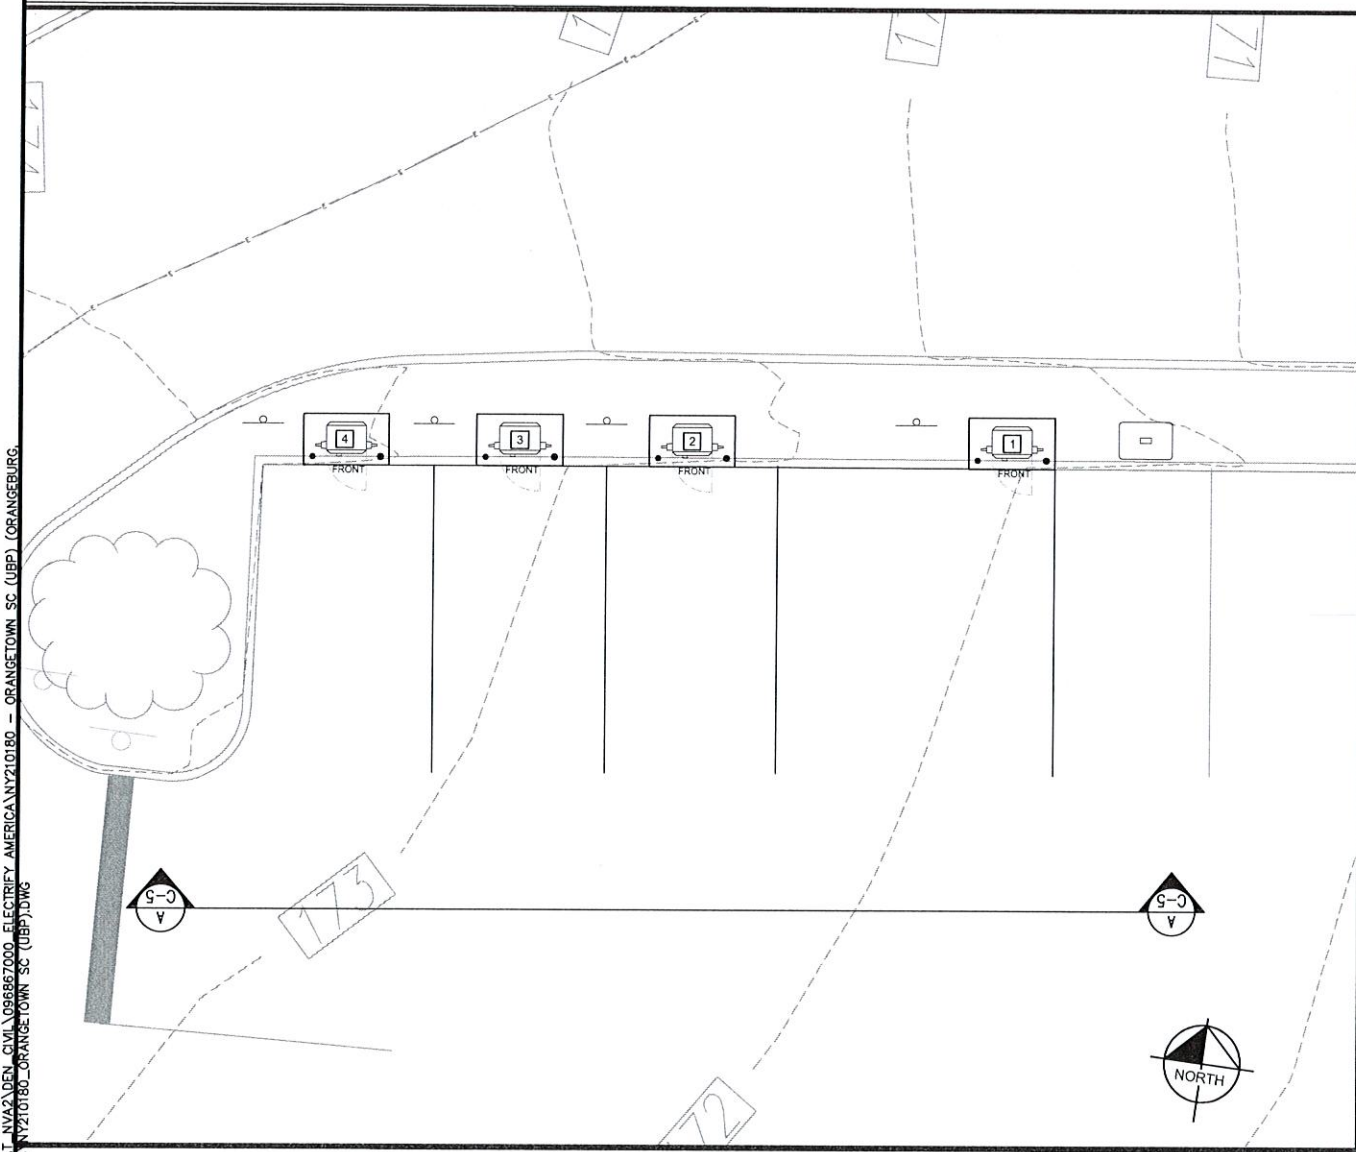 4
3
2
1
FRONT
FRONT
FRONT
FRONT
C-5
A
173
C-5
A
NORTH
T_NVA2\DEN_CIVIL\096867000_ELECTRIFY AMERICA\NY210180 - ORANGETOWN SC (UBP) (ORANGEBURG,
NY210180_ORANGETOWN SC (UBP).DWG